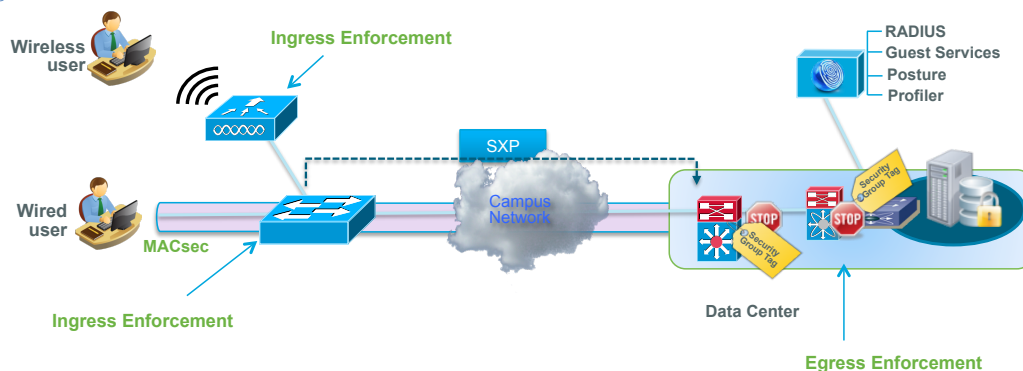 Wireless
user
Ingress Enforcement
RADIUS
Guest Services
Posture
Profiler
SXP
Security
Group Tag
Wired
user
MACsec
Campus
Network
STOP
STOP
Security
Group Tag
Ingress Enforcement
Data Center
Egress Enforcement